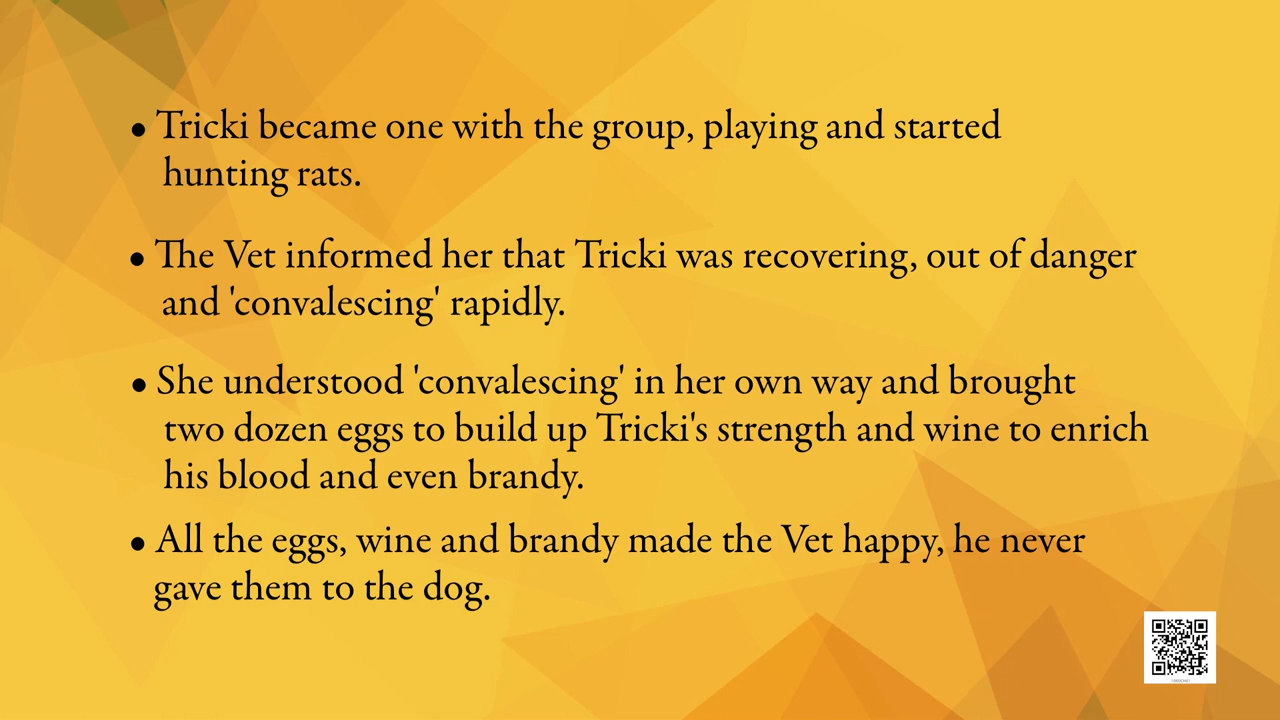 • Tricki became one with the group, playing and started
hunting rats.
• The Vet informed her that Tricki was recovering, out of danger
and 'convalescing' rapidly.
• She understood 'convalescing' in her own way and brought
two dozen eggs to build up Tricki's strength and wine to enrich
his blood and even brandy.
• All the eggs, wine and brandy made the Vet happy, he never
gave them to the dog.